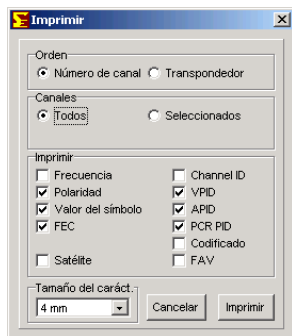 Imprimir
Orden
Número de canal Transpondedor
Canales
Todos Seleccionados
Imprimir
Frecuencia Channel ID
Polaridad VPID
Valor del símbolo APID
FEC PCR PID
Codificado
Satélite FAV
Tamaño del caráct.
4 mm Cancelar Imprimir